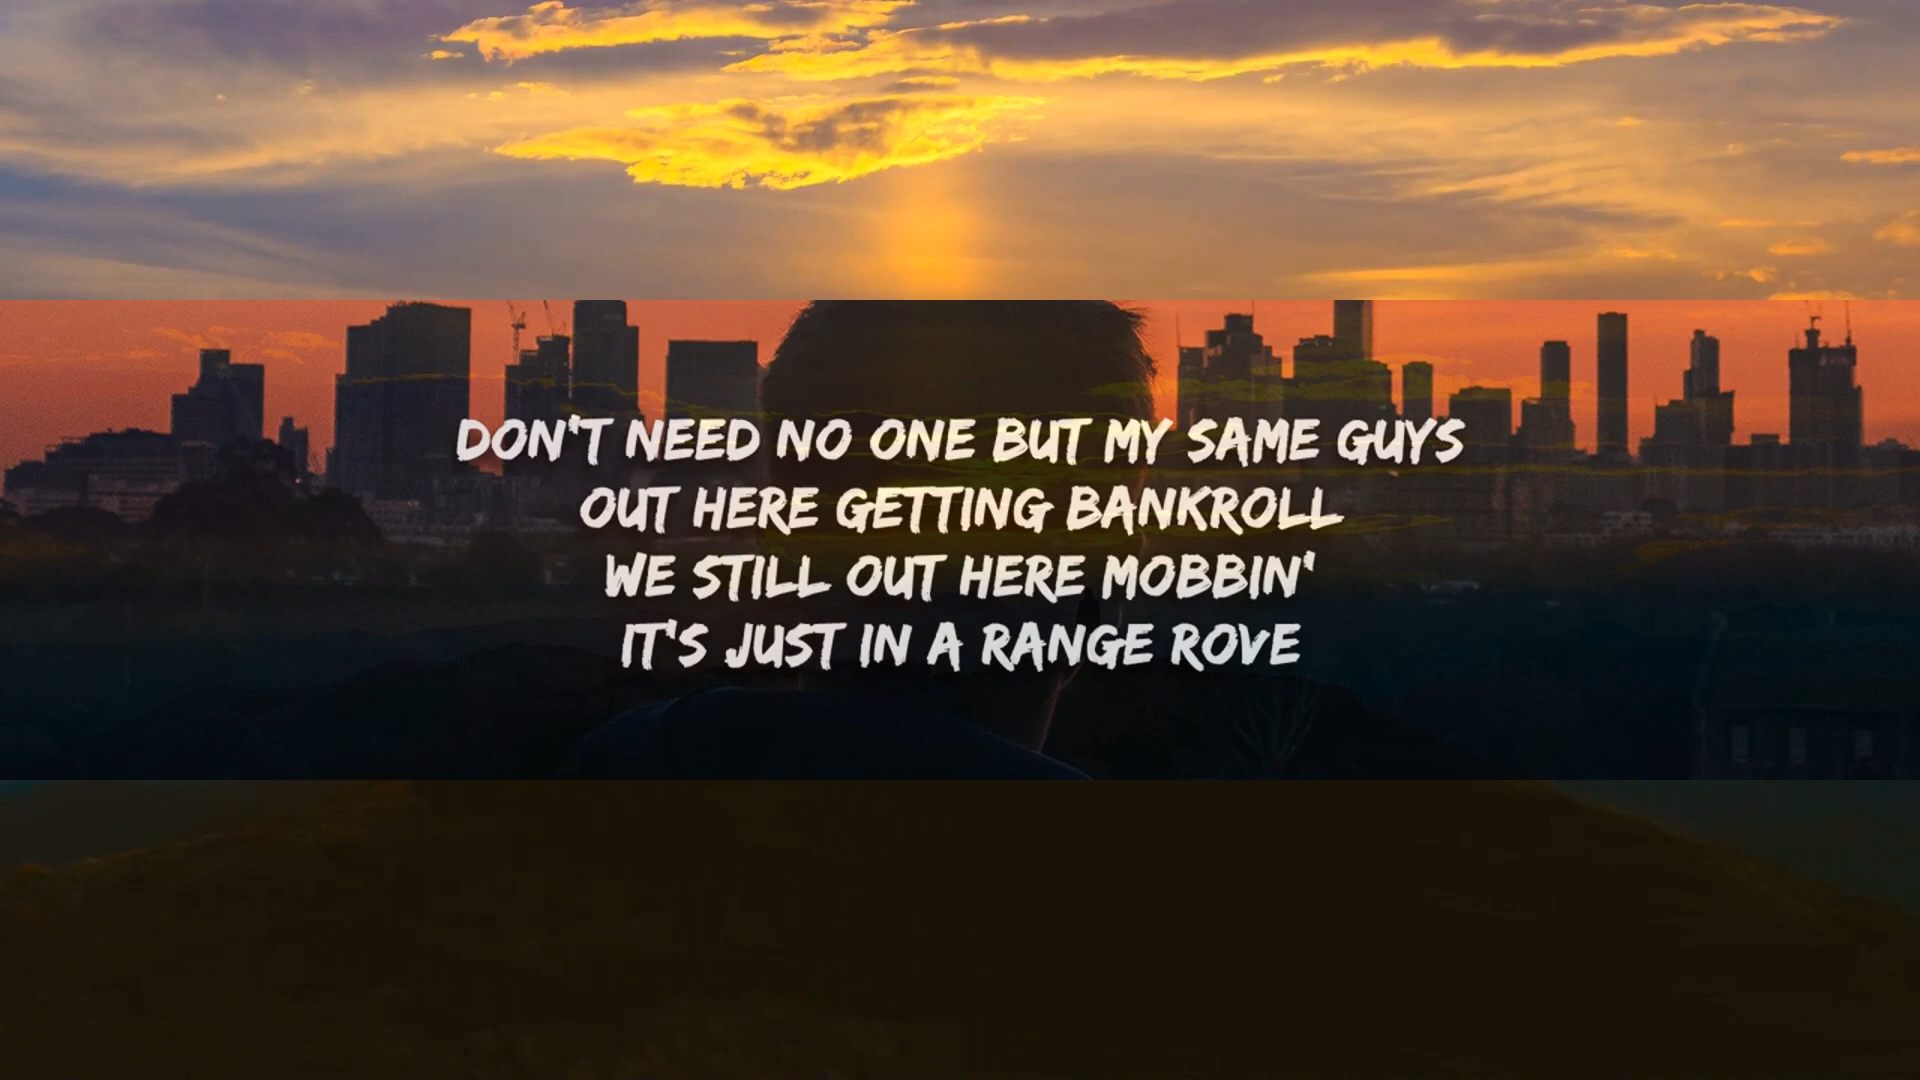 DON'T NEED NO ONE BUT MY SAME GUYS
OUT HERE GETTING BANKROLL
WE STILL OUT HERE MOBBIN'
IT'S JUST IN A RANGE ROVE